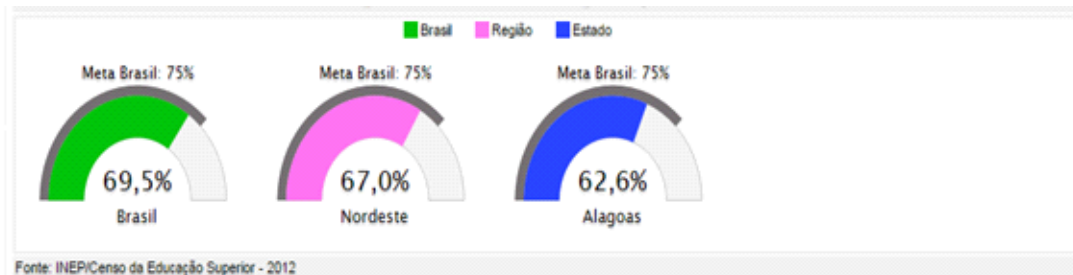 Brasil Região Estado
Meta Brasil: 75% Meta Brasil: 75% Meta Brasil: 75%
69,5% 67,0% 62,6%
Brasil Nordeste Alagoas
Fonte: INEP/Censo da Educação Superior - 2012